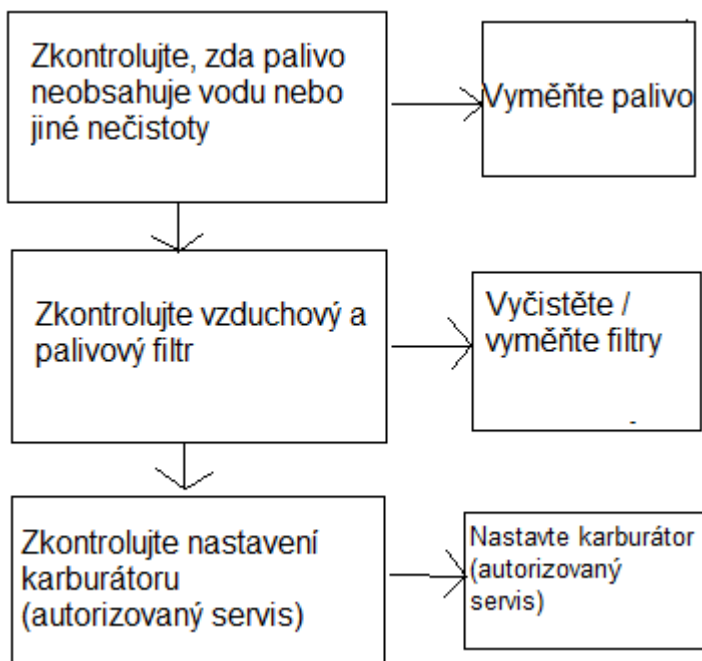 Zkontrolujte, zda palivo
neobsahuje vodu nebo
jiné nečistoty
Vyměňte palivo
Zkontrolujte vzduchový a
palivový filtr
Vyčistěte /
vyměňte filtry
Zkontrolujte nastavení
karburátoru
(autorizovaný servis)
Nastavte karburátor
(autorizovaný
servis)